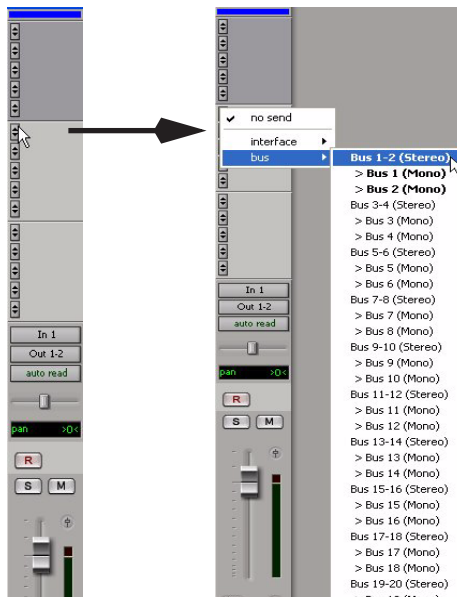 In 1
Out 1-2
auto read
pan >0<
R
S M
no send
interface
bus
Bus 1-2 (Stereo)
> Bus 1 (Mono)
> Bus 2 (Mono)
Bus 3-4 (Stereo)
> Bus 3 (Mono)
> Bus 4 (Mono)
Bus 5-6 (Stereo)
> Bus 5 (Mono)
> Bus 6 (Mono)
Bus 7-8 (Stereo)
> Bus 7 (Mono)
> Bus 8 (Mono)
Bus 9-10 (Stereo)
> Bus 9 (Mono)
> Bus 10 (Mono)
Bus 11-12 (Stereo)
> Bus 11 (Mono)
> Bus 12 (Mono)
Bus 13-14 (Stereo)
> Bus 13 (Mono)
> Bus 14 (Mono)
Bus 15-16 (Stereo)
> Bus 15 (Mono)
> Bus 16 (Mono)
Bus 17-18 (Stereo)
> Bus 17 (Mono)
> Bus 18 (Mono)
Bus 19-20 (Stereo)
In 1
Out 1-2
auto read
pan >0<
R
S M